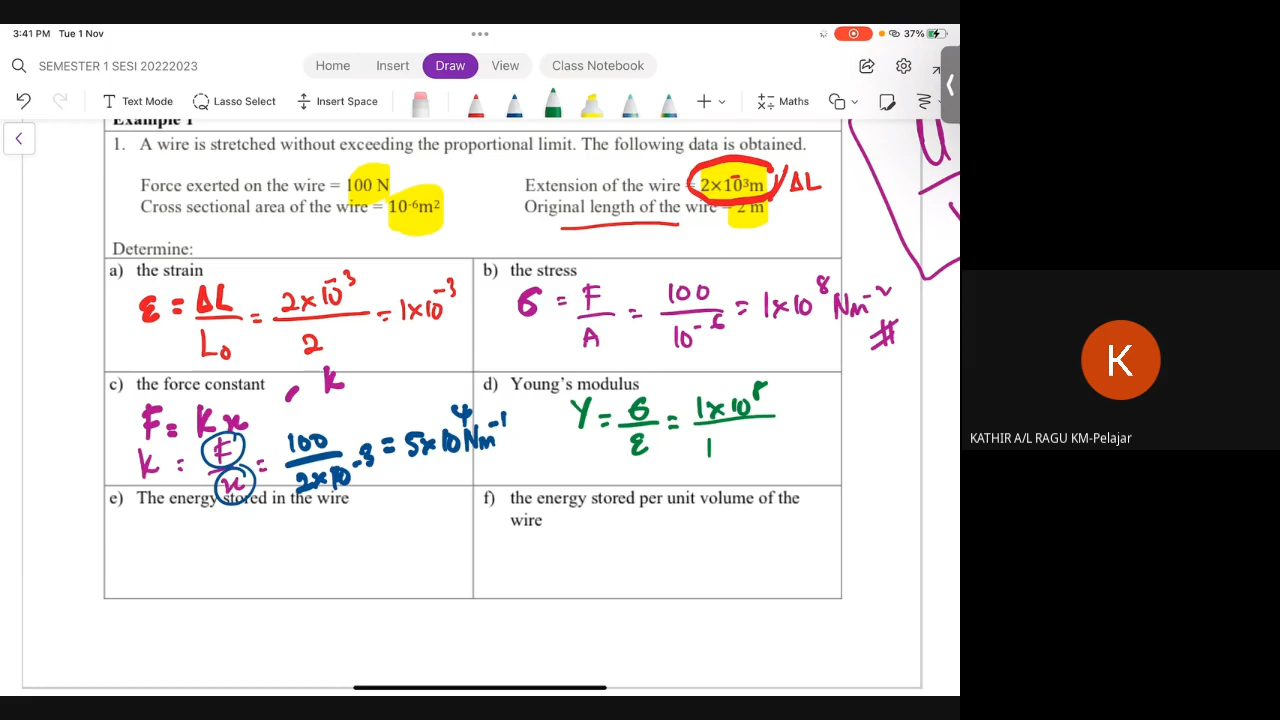 3:41 PM Tue 1 Nov
37%
SEMESTER 1 SESI 20222023
Home Insert Draw View Class Notebook
Text Mode Lasso Select Insert Space Maths
Example 1
1. A wire is stretched without exceeding the proportional limit. The following data is obtained.
Force exerted on the wire = 100 N
Cross sectional area of the wire = 10⁻⁶m²
Extension of the wire = 2×10⁻³m ΔL
Original length of the wire = 2 m
Determine:
a) the strain
ε = ΔL/L₀ = 2×10⁻³/2 = 1×10⁻³
b) the stress
σ = F/A = 100/10⁻⁶ = 1×10⁸ Nm⁻² #
c) the force constant, k
F = Kx
k = F/x = 100/2×10⁻³ = 5×10⁴ Nm⁻¹
d) Young's modulus
Y = σ/ε = 1×10⁸/1
e) The energy stored in the wire
f) the energy stored per unit volume of the
wire
K
KATHIR A/L RAGU KM-Pelajar